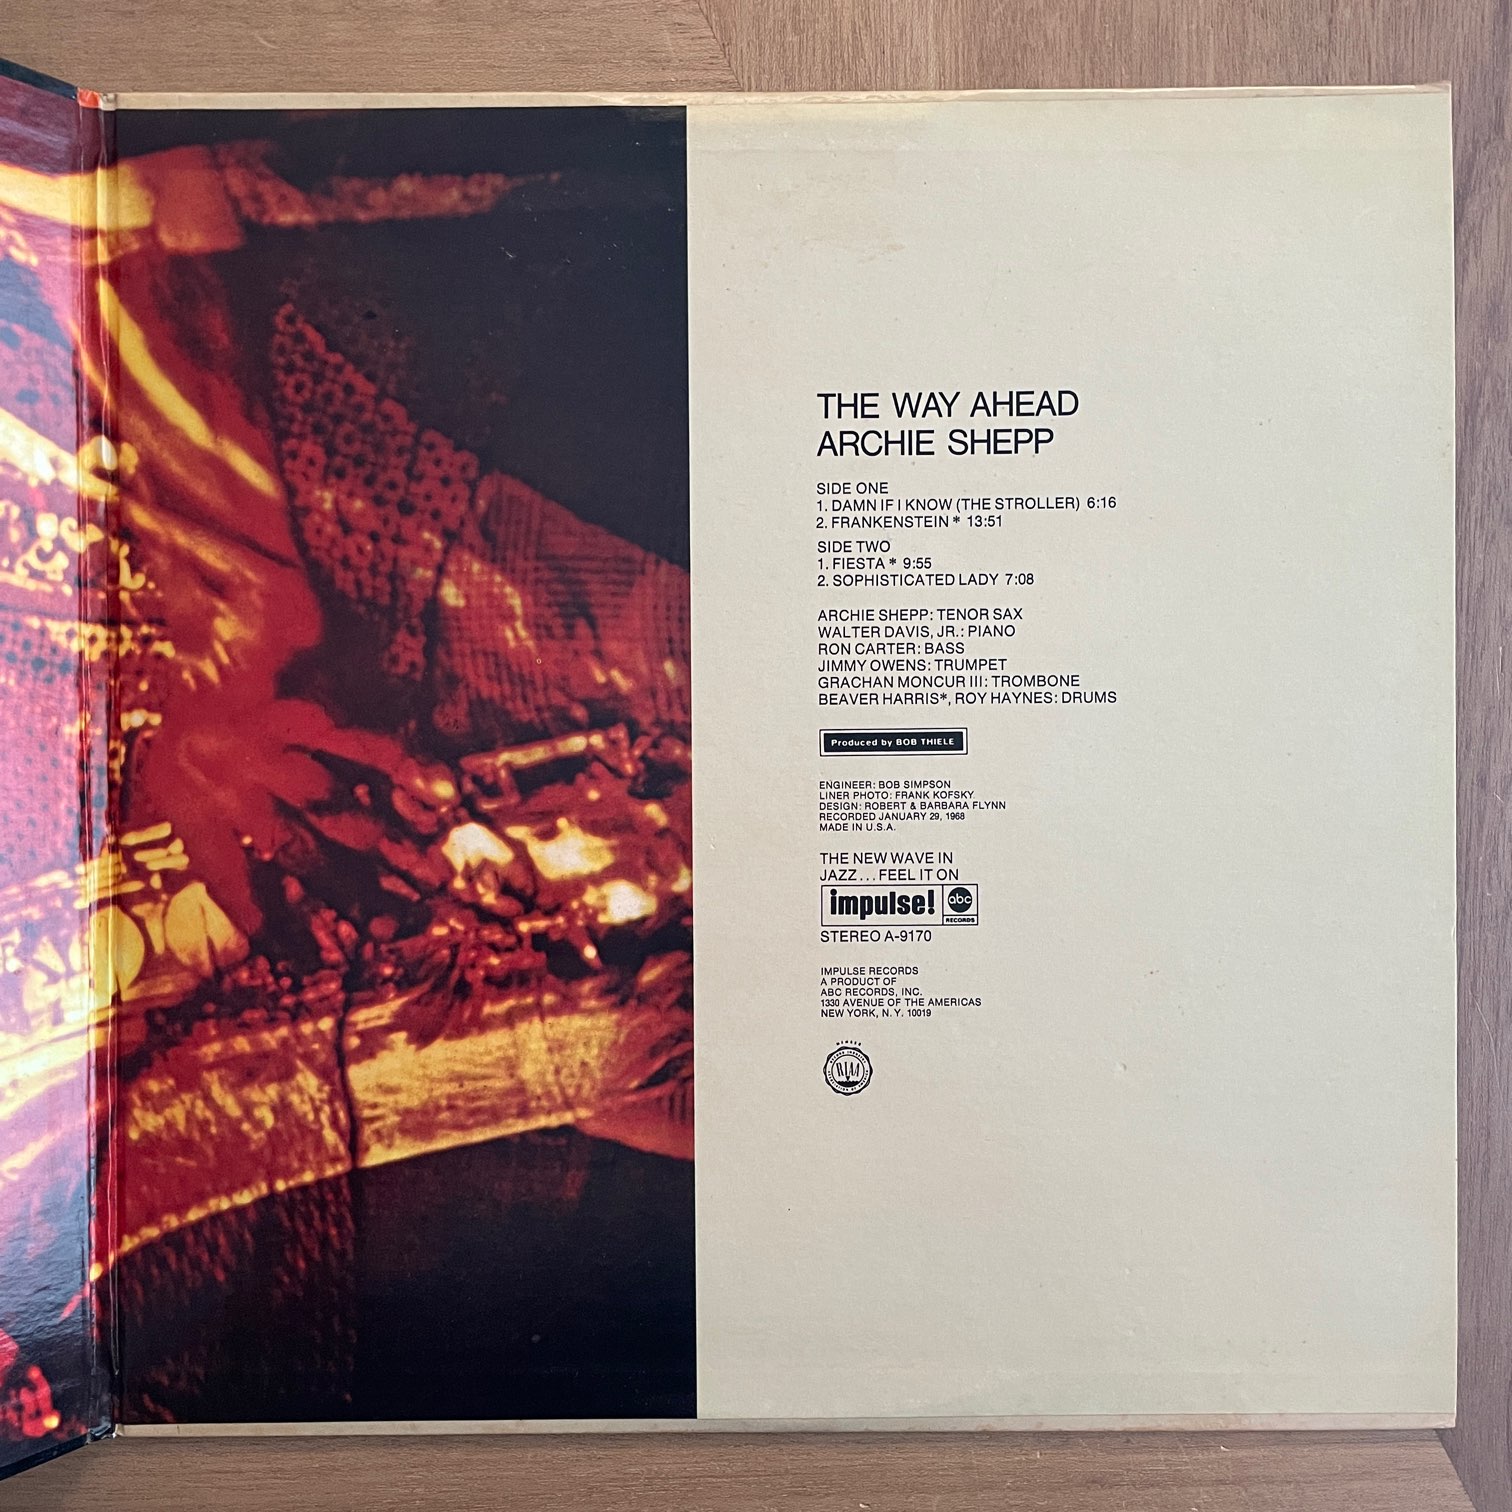 THE WAY AHEAD
ARCHIE SHEPP
SIDE ONE
1. DAMN IF I KNOW (THE STROLLER) 6:16
2. FRANKENSTEIN * 13:51
SIDE TWO
1. FIESTA * 9:55
2. SOPHISTICATED LADY 7:08
ARCHIE SHEPP: TENOR SAX
WALTER DAVIS, JR.: PIANO
RON CARTER: BASS
JIMMY OWENS: TRUMPET
GRACHAN MONCUR III: TROMBONE
BEAVER HARRIS*, ROY HAYNES: DRUMS
Produced by BOB THIELE
ENGINEER: BOB SIMPSON
LINER PHOTO: FRANK KOFSKY
DESIGN: ROBERT & BARBARA FLYNN
RECORDED JANUARY 29, 1968
MADE IN U.S.A.
THE NEW WAVE IN
JAZZ...FEEL IT ON
impulse! abc
RECORDS
STEREO A-9170
IMPULSE RECORDS
A PRODUCT OF
ABC RECORDS, INC.
1330 AVENUE OF THE AMERICAS
NEW YORK, N.Y. 10019
MEMBER
RIAA